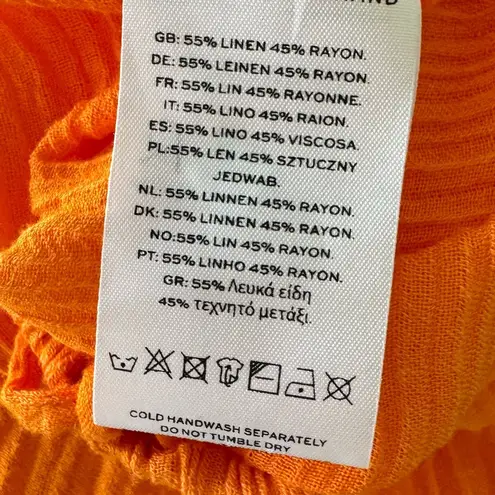 GB: 55% LINEN 45% RAYON.
DE: 55% LEINEN 45% RAYON.
FR: 55% LIN 45% RAYONNE.
IT: 55% LINO 45% RAION.
ES: 55% LINO 45% VISCOSA.
PL:55% LEN 45% SZTUCZNY
JEDWAB.
NL: 55% LINNEN 45% RAYON.
DK: 55% LINNEN 45% RAYON.
NO:55% LIN 45% RAYON.
PT: 55% LINHO 45% RAYON.
GR: 55% Λευκά είδη
45% τεχνητό μετάξι.
COLD HANDWASH SEPARATELY
DO NOT TUMBLE DRY